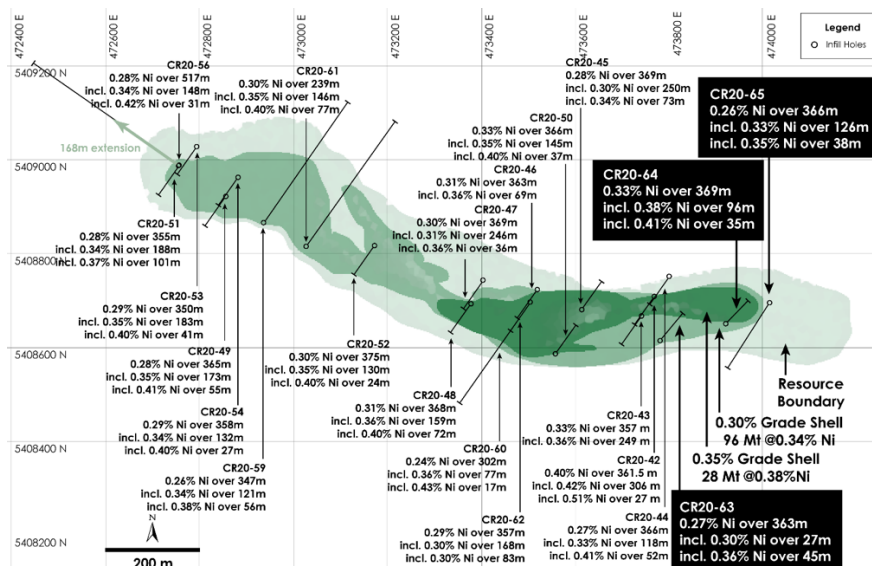 472400 E
472600 E
472800 E
473000 E
473200 E
473400 E
473600 E
473800 E
474000 E
Legend
Infill Holes
5409200 N
5409000 N
5408800 N
5408600 N
5408400 N
5408200 N
CR20-56
0.28% Ni over 517m
incl. 0.34% Ni over 148m
incl. 0.42% Ni over 31m
CR20-61
0.30% Ni over 239m
incl. 0.35% Ni over 146m
incl. 0.40% Ni over 77m
CR20-45
0.28% Ni over 369m
incl. 0.30% Ni over 250m
incl. 0.34% Ni over 73m
CR20-65
0.26% Ni over 366m
incl. 0.33% Ni over 126m
incl. 0.35% Ni over 38m
CR20-50
0.33% Ni over 366m
incl. 0.35% Ni over 145m
incl. 0.40% Ni over 37m
168m extension
CR20-46
0.31% Ni over 363m
incl. 0.36% Ni over 69m
CR20-64
0.33% Ni over 369m
incl. 0.38% Ni over 96m
incl. 0.41% Ni over 35m
CR20-47
0.30% Ni over 369m
incl. 0.31% Ni over 246m
incl. 0.36% Ni over 36m
CR20-51
0.28% Ni over 355m
incl. 0.34% Ni over 188m
incl. 0.37% Ni over 101m
CR20-53
0.29% Ni over 350m
incl. 0.35% Ni over 183m
incl. 0.40% Ni over 41m
CR20-49
0.28% Ni over 365m
incl. 0.35% Ni over 173m
incl. 0.41% Ni over 55m
CR20-52
0.30% Ni over 375m
incl. 0.35% Ni over 130m
incl. 0.40% Ni over 24m
CR20-54
0.29% Ni over 358m
incl. 0.34% Ni over 132m
incl. 0.40% Ni over 27m
CR20-48
0.31% Ni over 368m
incl. 0.36% Ni over 159m
incl. 0.40% Ni over 72m
CR20-59
0.26% Ni over 347m
incl. 0.34% Ni over 121m
incl. 0.38% Ni over 56m
CR20-60
0.24% Ni over 302m
incl. 0.36% Ni over 77m
incl. 0.43% Ni over 17m
CR20-43
0.33% Ni over 357 m
incl. 0.36% Ni over 249 m
CR20-42
0.40% Ni over 361.5 m
incl. 0.42% Ni over 306 m
incl. 0.51% Ni over 27 m
CR20-62
0.29% Ni over 357m
incl. 0.30% Ni over 168m
incl. 0.30% Ni over 83m
CR20-44
0.27% Ni over 366m
incl. 0.33% Ni over 118m
incl. 0.41% Ni over 52m
Resource
Boundary
0.30% Grade Shell
96 Mt @0.34% Ni
0.35% Grade Shell
28 Mt @0.38%Ni
CR20-63
0.27% Ni over 363m
incl. 0.30% Ni over 27m
incl. 0.36% Ni over 45m
N
200 m